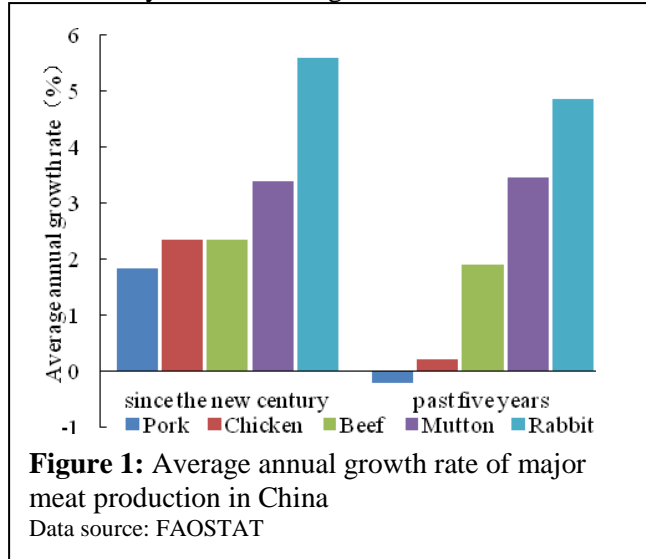 6
5
4
3
2
1
0
-1
Average annual growth rate (%)
since the new century past five years
Pork Chicken Beef Mutton Rabbit
Figure 1: Average annual growth rate of major
meat production in China
Data source: FAOSTAT